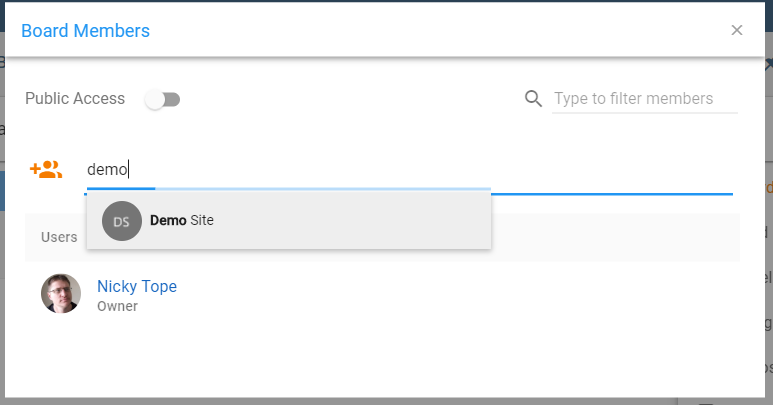 Board Members
Public Access
Type to filter members
demo
DS
Demo Site
Users
Nicky Tope
Owner